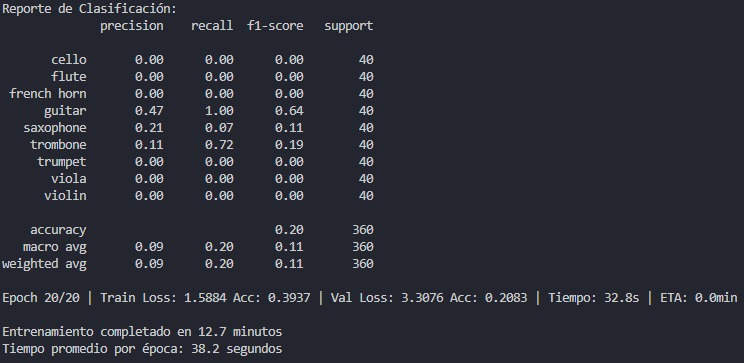 Reporte de Clasificación:
precision recall f1-score support
cello 0.00 0.00 0.00 40
flute 0.00 0.00 0.00 40
french horn 0.00 0.00 0.00 40
guitar 0.47 1.00 0.64 40
saxophone 0.21 0.07 0.11 40
trombone 0.11 0.72 0.19 40
trumpet 0.00 0.00 0.00 40
viola 0.00 0.00 0.00 40
violin 0.00 0.00 0.00 40
accuracy 0.20 360
macro avg 0.09 0.20 0.11 360
weighted avg 0.09 0.20 0.11 360
Epoch 20/20 | Train Loss: 1.5884 Acc: 0.3937 | Val Loss: 3.3076 Acc: 0.2083 | Tiempo: 32.8s | ETA: 0.0min
Entrenamiento completado en 12.7 minutos
Tiempo promedio por época: 38.2 segundos